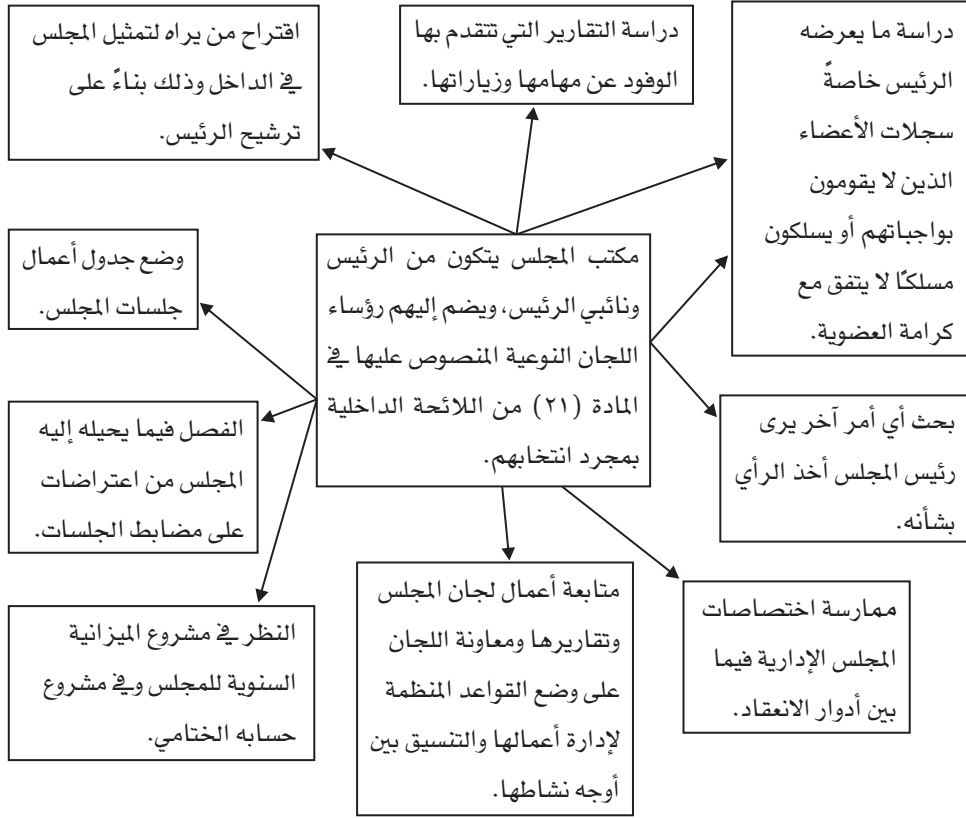 دراسة ما يعرضه
الرئيس خاصةً
سجلات الأعضاء
الذين لا يقومون
بواجباتهم أو يسلكون
مسلكًا لا يتفق مع
كرامة العضوية.
دراسة التقارير التي تتقدم بها
الوفود عن مهامها وزياراتها.
اقتراح من يراه لتمثيل المجلس
في الداخل وذلك بناءً على
ترشيح الرئيس.
مكتب المجلس يتكون من الرئيس
ونائبي الرئيس، ويضم إليهم رؤساء
اللجان النوعية المنصوص عليها في
المادة (٢١) من اللائحة الداخلية
بمجرد انتخابهم.
وضع جدول أعمال
جلسات المجلس.
بحث أي أمر آخر يرى
رئيس المجلس أخذ الرأي
بشأنه.
الفصل فيما يحيله إليه
المجلس من اعتراضات
على مضابط الجلسات.
ممارسة اختصاصات
المجلس الإدارية فيما
بين أدوار الانعقاد.
متابعة أعمال لجان المجلس
وتقاريرها ومعاونة اللجان
على وضع القواعد المنظمة
لإدارة أعمالها والتنسيق بين
أوجه نشاطها.
النظر في مشروع الميزانية
السنوية للمجلس وفي مشروع
حسابه الختامي.